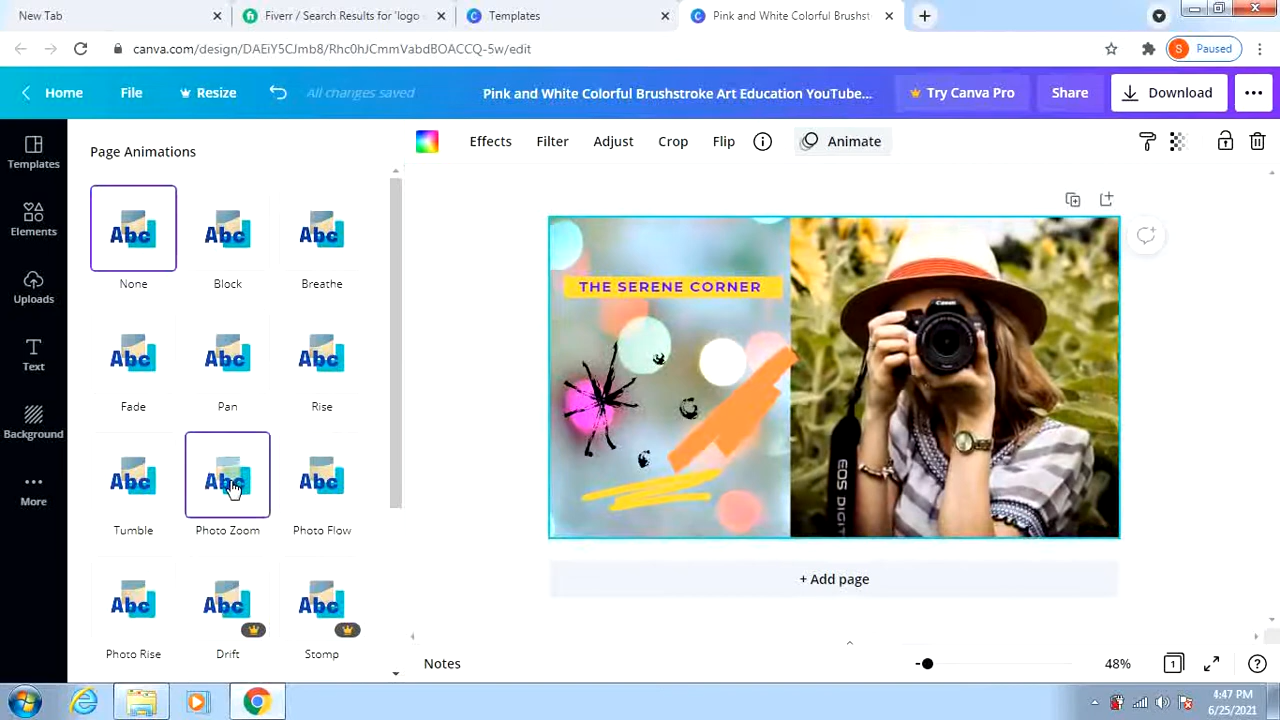 New Tab
Fiverr / Search Results for 'logo
Templates
Pink and White Colorful Brushst
canva.com/design/DAEiY5CJmb8/Rhc0hJCmmVabdBOACCQ-5w/edit
S Paused
Home
File
Resize
All changes saved
Pink and White Colorful Brushstroke Art Education YouTube...
Try Canva Pro
Share
Download
Effects
Filter
Adjust
Crop
Flip
Animate
Templates
Elements
Uploads
Text
Background
More
Page Animations
Abc
None
Abc
Block
Abc
Breathe
Abc
Fade
Abc
Pan
Abc
Rise
Abc
Tumble
Abc
Photo Zoom
Abc
Photo Flow
Abc
Photo Rise
Abc
Drift
Abc
Stomp
THE SERENE CORNER
Canon
EOS DIGIT
+ Add page
Notes
48%
1
4:47 PM
6/25/2021